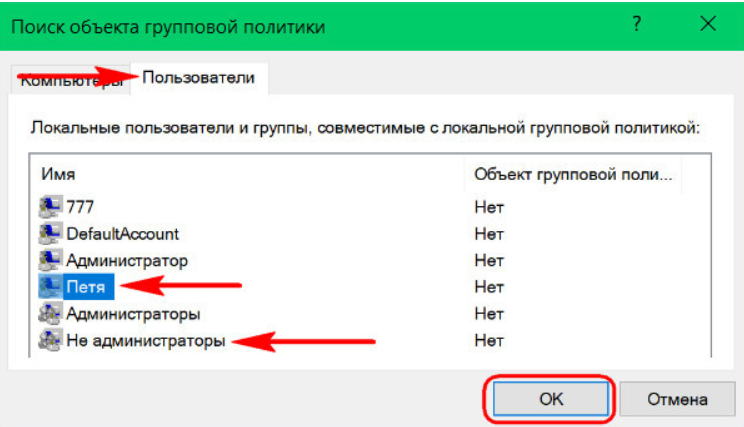 Поиск объекта групповой политики
?
Компьютеры Пользователи
Локальные пользователи и группы, совместимые с локальной групповой политикой:
Имя Объект групповой поли...
777 Нет
DefaultAccount Нет
Администратор Нет
Петя Нет
Администраторы Нет
Не администраторы Нет
OK Отмена